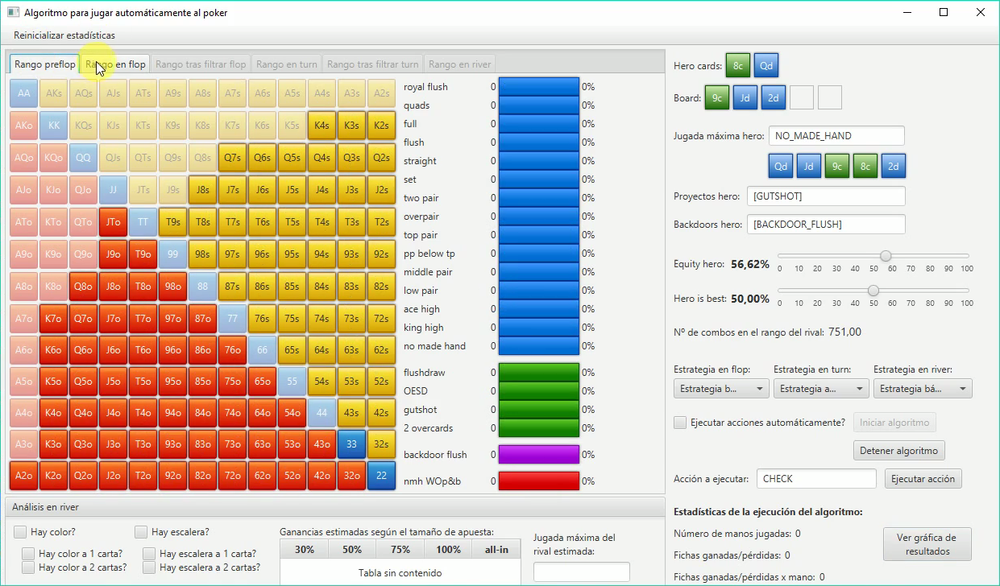 Algoritmo para jugar automáticamente al poker
Reinicializar estadísticas
Rango preflop Rango en flop Rango tras filtrar flop Rango en turn Rango tras filtrar turn Rango en river
AA AKs AQs AJs ATs A9s A8s A7s A6s A5s A4s A3s A2s
AKo KK KQs KJs KTs K9s K8s K7s K6s K5s K4s K3s K2s
AQo KQo QQ QJs QTs Q9s Q8s Q7s Q6s Q5s Q4s Q3s Q2s
AJo KJo QJo JJ JTs J9s J8s J7s J6s J5s J4s J3s J2s
ATo KTo QTo JTo TT T9s T8s T7s T6s T5s T4s T3s T2s
A9o K9o Q9o J9o T9o 99 98s 97s 96s 95s 94s 93s 92s
A8o K8o Q8o J8o T8o 98o 88 87s 86s 85s 84s 83s 82s
A7o K7o Q7o J7o T7o 97o 87o 77 76s 75s 74s 73s 72s
A6o K6o Q6o J6o T6o 96o 86o 76o 66 65s 64s 63s 62s
A5o K5o Q5o J5o T5o 95o 85o 75o 65o 55 54s 53s 52s
A4o K4o Q4o J4o T4o 94o 84o 74o 64o 54o 44 43s 42s
A3o K3o Q3o J3o T3o 93o 83o 73o 63o 53o 43o 33 32s
A2o K2o Q2o J2o T2o 92o 82o 72o 62o 52o 42o 32o 22
royal flush 0 0%
quads 0 0%
full 0 0%
flush 0 0%
straight 0 0%
set 0 0%
two pair 0 0%
overpair 0 0%
top pair 0 0%
pp below tp 0 0%
middle pair 0 0%
low pair 0 0%
ace high 0 0%
king high 0 0%
no made hand 0 0%
flushdraw 0 0%
OESD 0 0%
gutshot 0 0%
2 overcards 0 0%
backdoor flush 0 0%
nmh WOp&b 0 0%
Análisis en river
Hay color? Hay escalera?
Hay color a 1 carta? Hay escalera a 1 carta?
Hay color a 2 cartas? Hay escalera a 2 cartas?
Ganancias estimadas según el tamaño de apuesta:
30% 50% 75% 100% all-in
Tabla sin contenido
Jugada máxima del
rival estimada:
Hero cards: 8c Qd
Board: 9c Jd 2d
Jugada máxima hero: NO_MADE_HAND
Qd Jd 9c 8c 2d
Proyectos hero: [GUTSHOT]
Backdoors hero: [BACKDOOR_FLUSH]
Equity hero: 56,62%
0 10 20 30 40 50 60 70 80 90 100
Hero is best: 50,00%
0 10 20 30 40 50 60 70 80 90 100
Nº de combos en el rango del rival: 751,00
Estrategia en flop: Estrategia en turn: Estrategia en river:
Estrategia b... Estrategia a... Estrategia bá...
Ejecutar acciones automáticamente? Iniciar algoritmo
Detener algoritmo
Acción a ejecutar: CHECK Ejecutar acción
Estadísticas de la ejecución del algoritmo:
Número de manos jugadas: 0
Fichas ganadas/pérdidas: 0
Fichas ganadas/pérdidas x mano: 0
Ver gráfica de
resultados